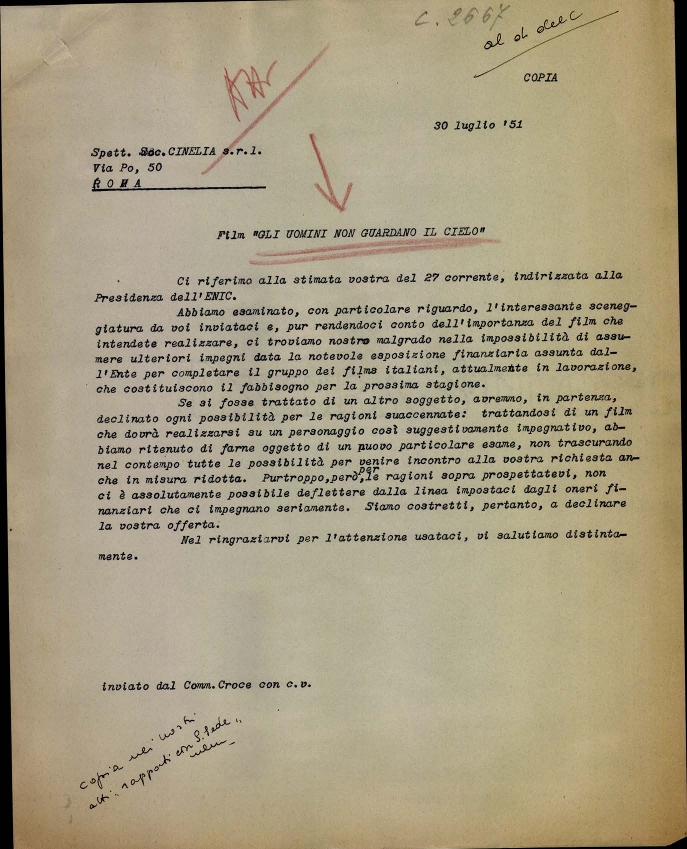 C. 2667
al d. del C
COPIA
30 luglio '51
Spett. Soc. CINELIA s.r.l.
Via Po, 50
R O M A
Film "GLI UOMINI NON GUARDANO IL CIELO"
Ci riferimo alla stimata vostra del 27 corrente, indirizzata alla
Presidenza dell'ENIC.
Abbiamo esaminato, con particolare riguardo, l'interessante sceneg-
giatura da voi inviataci e, pur rendendoci conto dell'importanza del film che
intendete realizzare, ci troviamo nostro malgrado nella impossibilità di assu-
mere ulteriori impegni data la notevole esposizione finanziaria assunta dal-
l'Ente per completare il gruppo dei films italiani, attualmente in lavorazione,
che costituiscono il fabbisogno per la prossima stagione.
Se si fosse trattato di un altro soggetto, avremmo, in partenza,
declinato ogni possibilità per le ragioni suaccennate: trattandosi di un film
che dovrà realizzarsi su un personaggio così suggestivamente impegnativo, ab-
biamo ritenuto di farne oggetto di un nuovo particolare esame, non trascurando
nel contempo tutte le possibilità per venire incontro alla vostra richiesta an-
che in misura ridotta. Purtroppo,però,per le ragioni sopra prospettatevi, non
ci è assolutamente possibile deflettere dalla linea impostaci dagli oneri fi-
nanziari che ci impegnano seriamente. Siamo costretti, pertanto, a declinare
la vostra offerta.
Nel ringraziarvi per l'attenzione usataci, vi salutiamo distinta-
mente.
inviato dal Comm.Croce con c.v.
copia nei nostri
atti: rapporti con S. Sede"